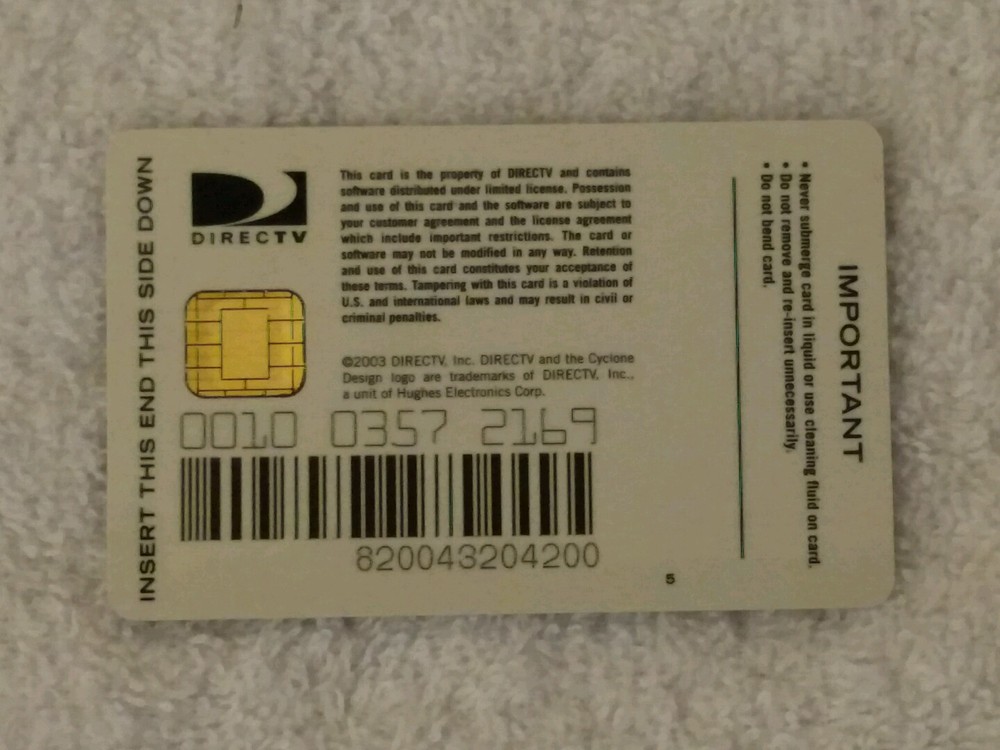 INSERT THIS END THIS SIDE DOWN
DIRECTV
This card is the property of DIRECTV and contains
software distributed under limited license. Possession
and use of this card and the software are subject to
your customer agreement and the license agreement
which include important restrictions. The card or
software may not be modified in any way. Retention
and use of this card constitutes your acceptance of
these terms. Tampering with this card is a violation of
U.S. and international laws and may result in civil or
criminal penalties.
©2003 DIRECTV, Inc. DIRECTV and the Cyclone
Design logo are trademarks of DIRECTV, Inc.,
a unit of Hughes Electronics Corp.
0010 0357 2169
820043204200
5
IMPORTANT
• Never submerge card in liquid or use cleaning fluid on card.
• Do not remove and re-insert unnecessarily.
• Do not bend card.